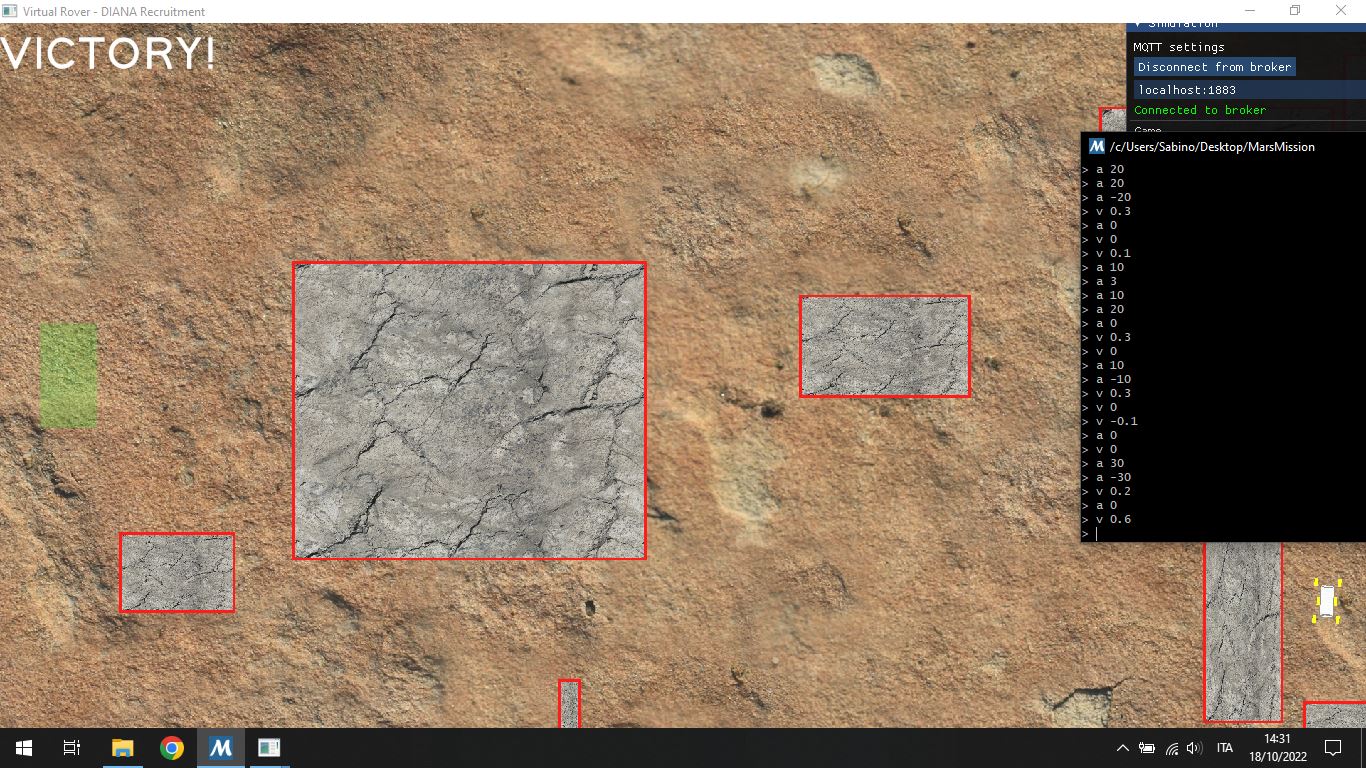 Virtual Rover - DIANA Recruitment
VICTORY!
Simulation
MQTT settings
Disconnect from broker
localhost:1883
Connected to broker
Game
/c/Users/Sabino/Desktop/MarsMission
> a 20
> a 20
> a -20
> v 0.3
> a 0
> v 0
> v 0.1
> a 10
> a 3
> a 10
> a 20
> a 0
> v 0.3
> v 0
> a 10
> a -10
> v 0.3
> v 0
> v -0.1
> a 0
> v 0
> a 30
> a -30
> v 0.2
> a 0
> v 0.6
>
ITA
14:31
18/10/2022